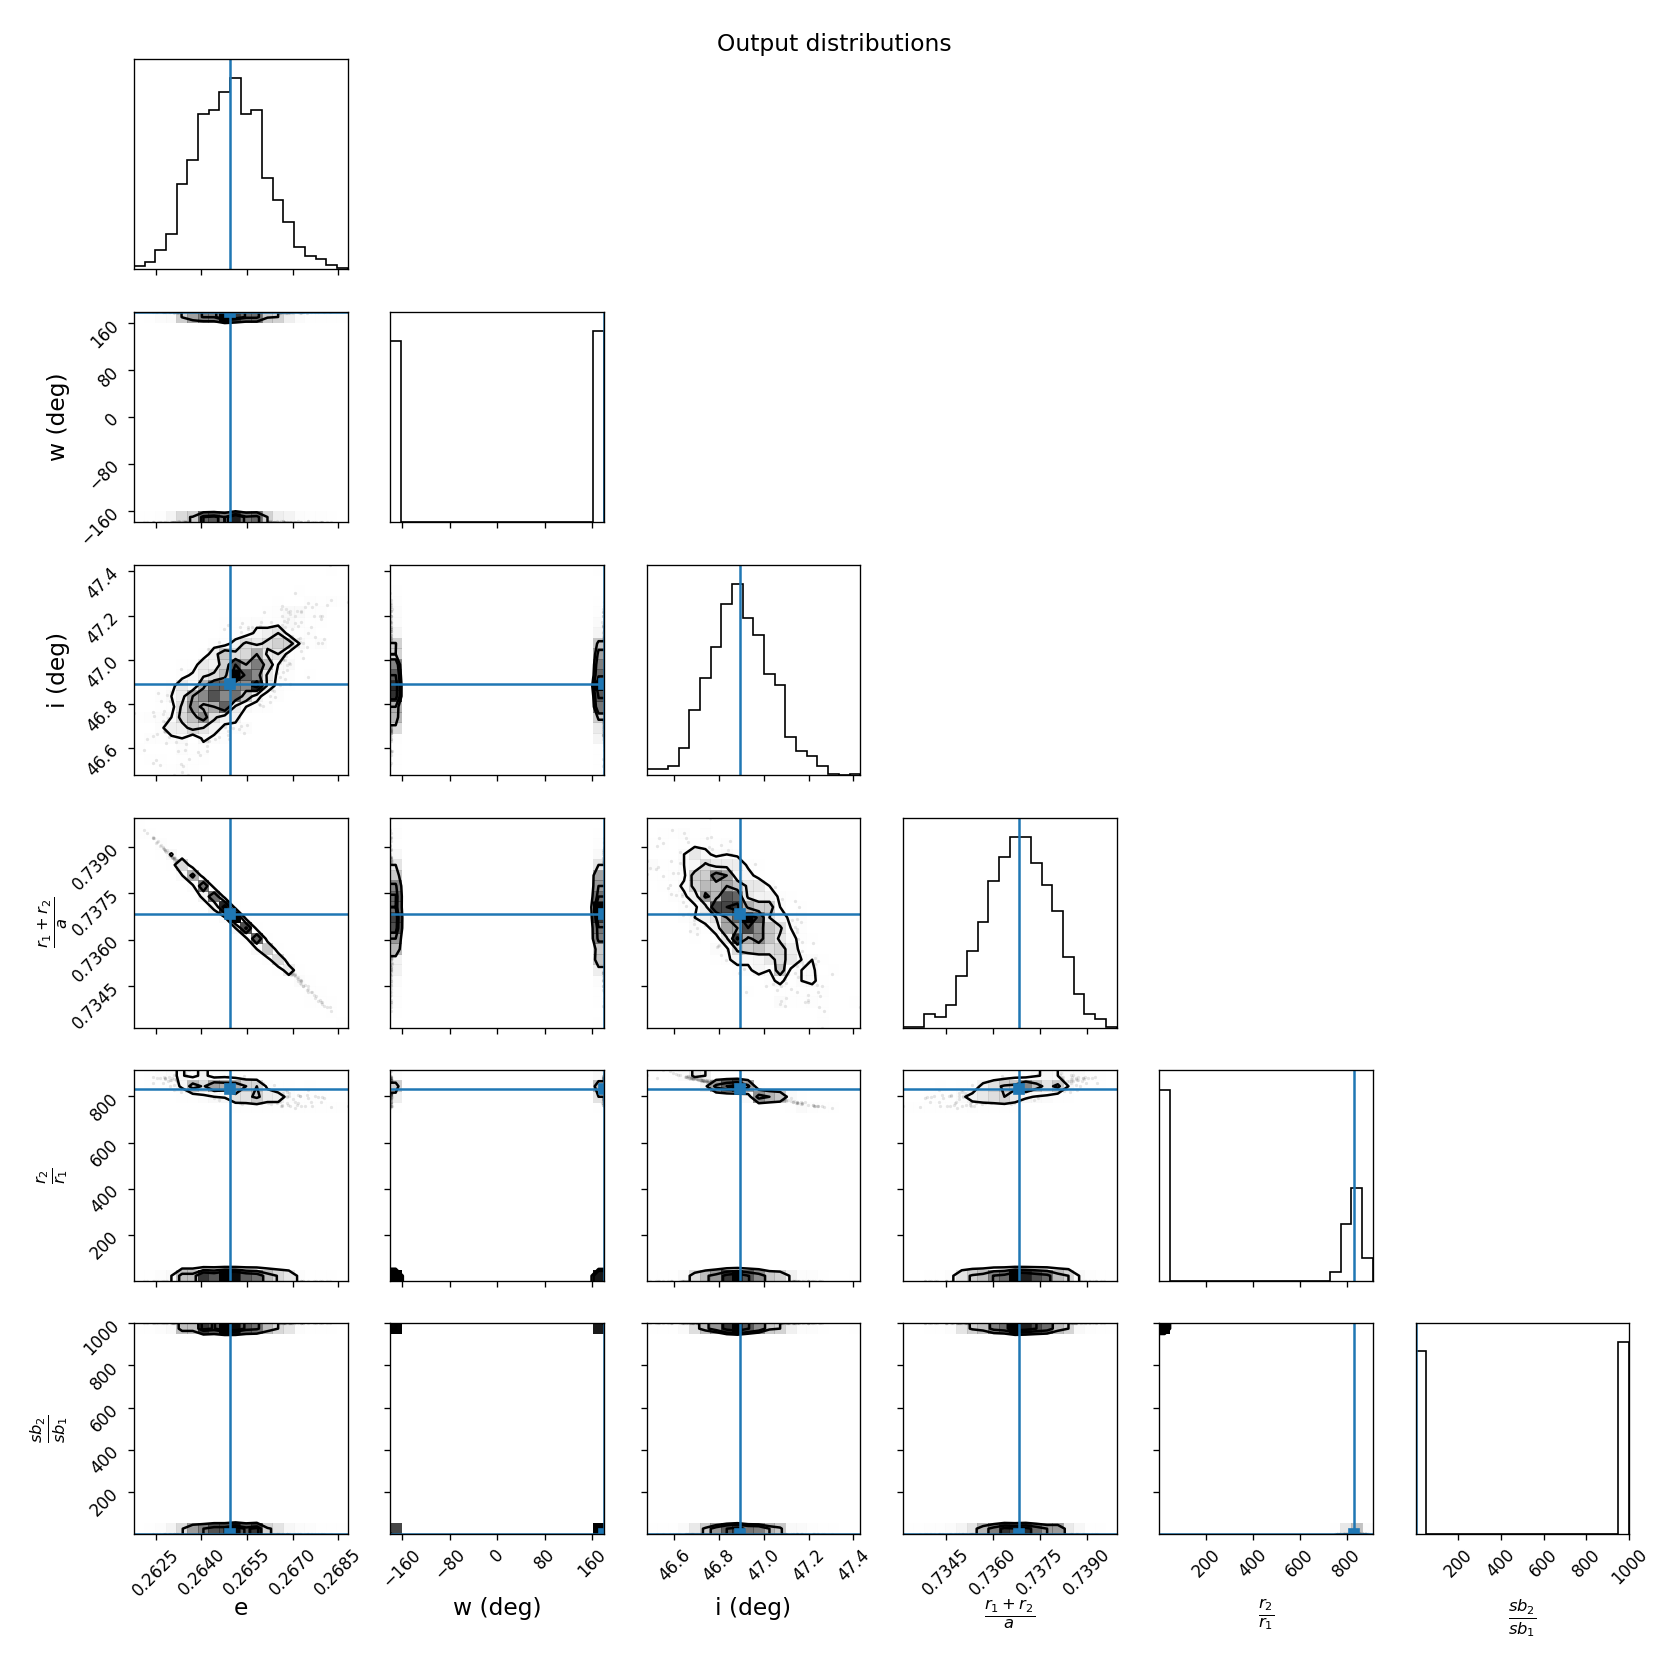 Output distributions
w (deg)
160
80
0
−80
−160
i (deg)
47.4
47.2
47.0
46.8
46.6
r₁ + r₂
a
0.7390
0.7375
0.7360
0.7345
r₂
r₁
800
600
400
200
sb₂
sb₁
1000
800
600
400
200
0.2625 0.2640 0.2655 0.2670 0.2685
−160 −80 0 80 160
46.6 46.8 47.0 47.2 47.4
0.7345 0.7360 0.7375 0.7390
200 400 600 800
200 400 600 800 1000
e
w (deg)
i (deg)
r₁ + r₂
a
r₂
r₁
sb₂
sb₁